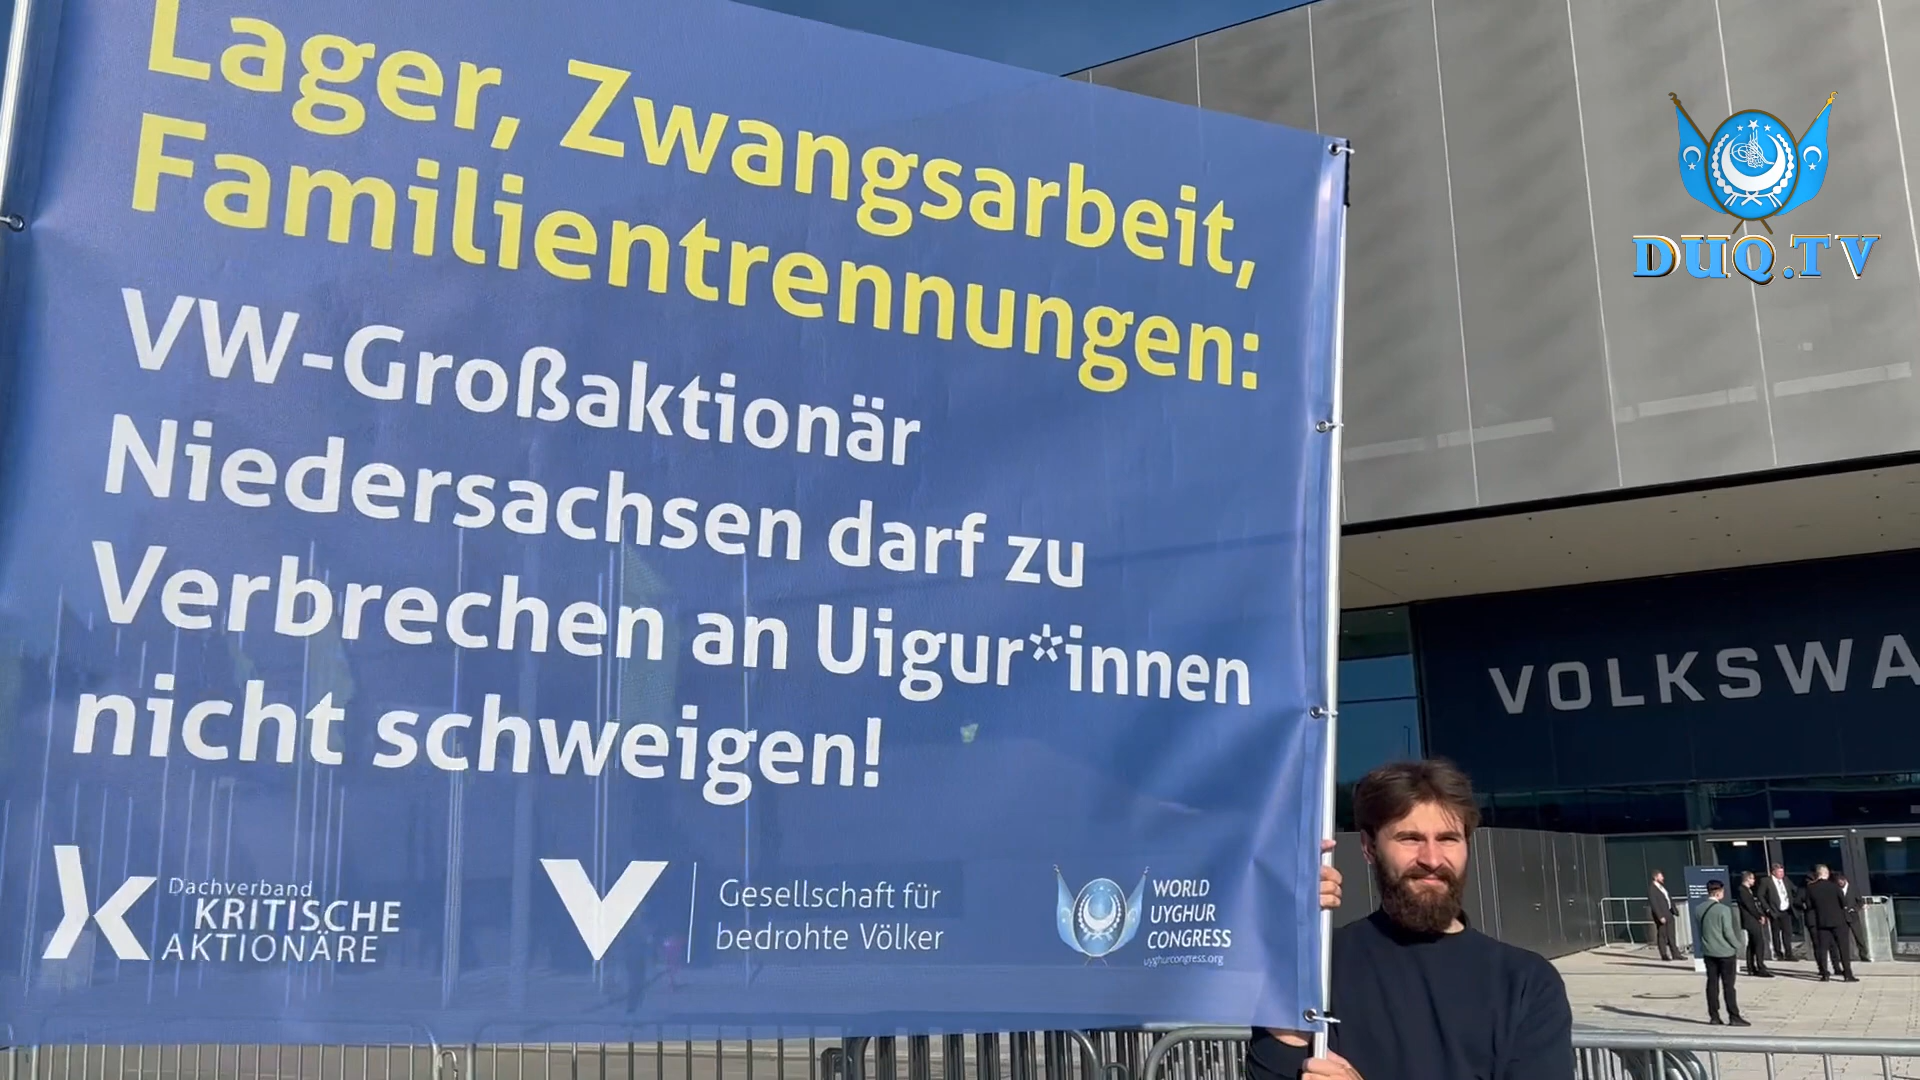 Lager, Zwangsarbeit,
Familientrennungen:
VW-Großaktionär
Niedersachsen darf zu
Verbrechen an Uigur*innen
nicht schweigen!
Dachverband
KRITISCHE
AKTIONÄRE
Gesellschaft für
bedrohte Völker
WORLD
UYGHUR
CONGRESS
uyghurcongress.org
DUQ.TV
VOLKSWA